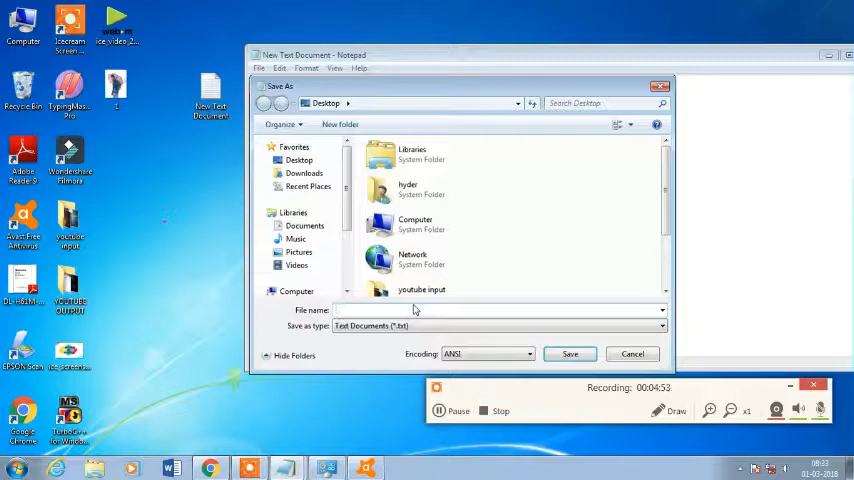 Computer
Icecream
Screen ...
ice_video_2...
Recycle Bin
TypingMas...
Pro
1
New Text
Document
Adobe
Reader 9
Wondershare
Filmora
Avast Free
Antivirus
youtube
input
DL-H61M-...
YOUTUBE
OUTPUT
EPSON Scan
ice_screens...
Google
Chrome
MS
TurboC++
for Windo...
New Text Document - Notepad
File Edit Format View Help
Save As
Desktop
Search Desktop
Organize
New folder
Favorites
Desktop
Downloads
Recent Places
Libraries
Documents
Music
Pictures
Videos
Computer
Libraries
System Folder
hyder
System Folder
Computer
System Folder
Network
System Folder
youtube input
File name:
Save as type: Text Documents (*.txt)
Hide Folders
Encoding: ANSI
Save
Cancel
Recording: 00:04:53
Pause
Stop
Draw
x1
08:33
01-03-2018